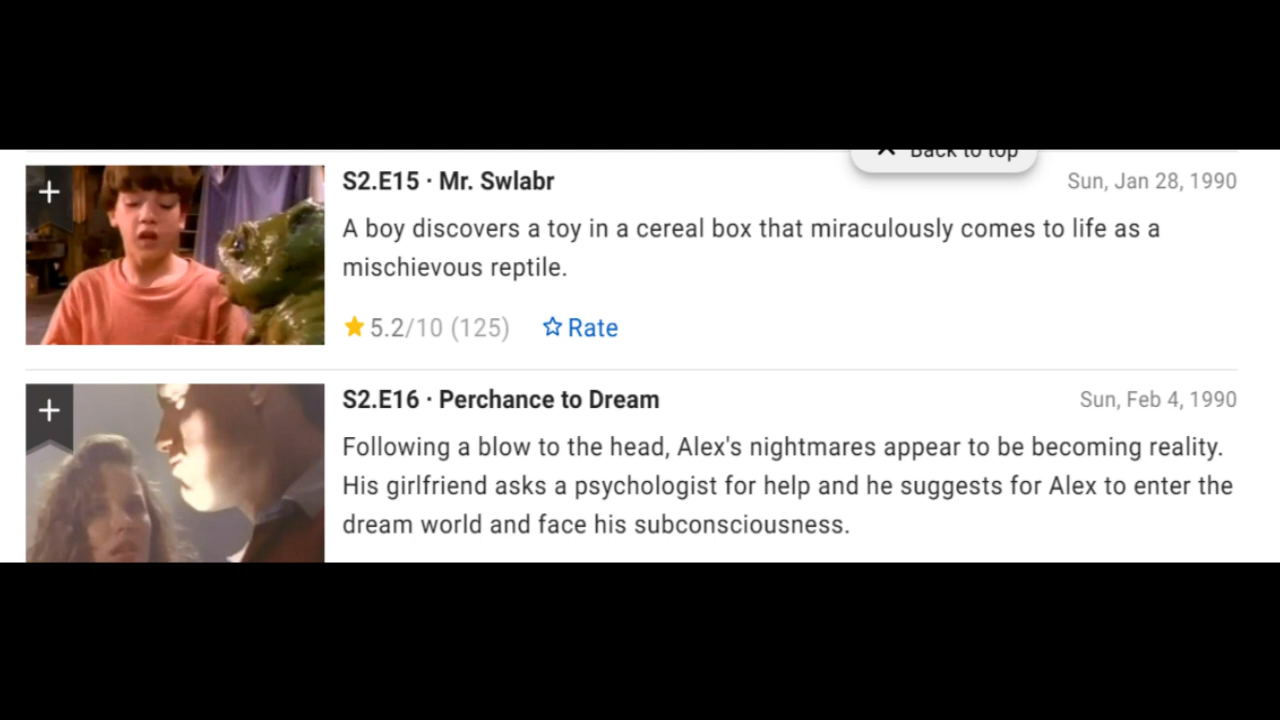 Back to top
S2.E15 · Mr. Swlabr
Sun, Jan 28, 1990
A boy discovers a toy in a cereal box that miraculously comes to life as a
mischievous reptile.
5.2/10 (125)
Rate
S2.E16 · Perchance to Dream
Sun, Feb 4, 1990
Following a blow to the head, Alex's nightmares appear to be becoming reality.
His girlfriend asks a psychologist for help and he suggests for Alex to enter the
dream world and face his subconsciousness.